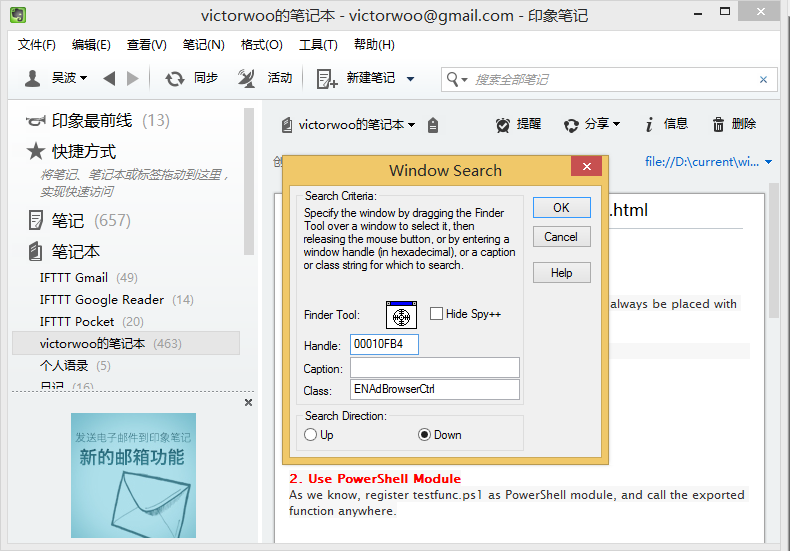 victorwoo的笔记本 - victorwoo@gmail.com - 印象笔记
文件(F) 编辑(E) 查看(V) 笔记(N) 格式(O) 工具(T) 帮助(H)
吴波 同步 活动 新建笔记 搜索全部笔记
印象最前线 (13)
快捷方式
将笔记、笔记本或标签拖动到这里，
实现快速访问
笔记 (657)
笔记本
IFTTT Gmail (49)
IFTTT Google Reader (14)
IFTTT Pocket (20)
victorwoo的笔记本 (463)
个人语录 (5)
日记 (16)
发送电子邮件到印象笔记
新的邮箱功能
victorwoo的笔记本 提醒 分享 信息 删除
file://D:\current\wi...
.html
always be placed with
Window Search
Search Criteria:
Specify the window by dragging the Finder
Tool over a window to select it, then
releasing the mouse button, or by entering a
window handle (in hexadecimal), or a caption
or class string for which to search.
OK
Cancel
Help
Finder Tool: Hide Spy++
Handle: 00010FB4
Caption:
Class: ENAdBrowserCtrl
Search Direction:
Up Down
2. Use PowerShell Module
As we know, register testfunc.ps1 as PowerShell module, and call the exported
function anywhere.